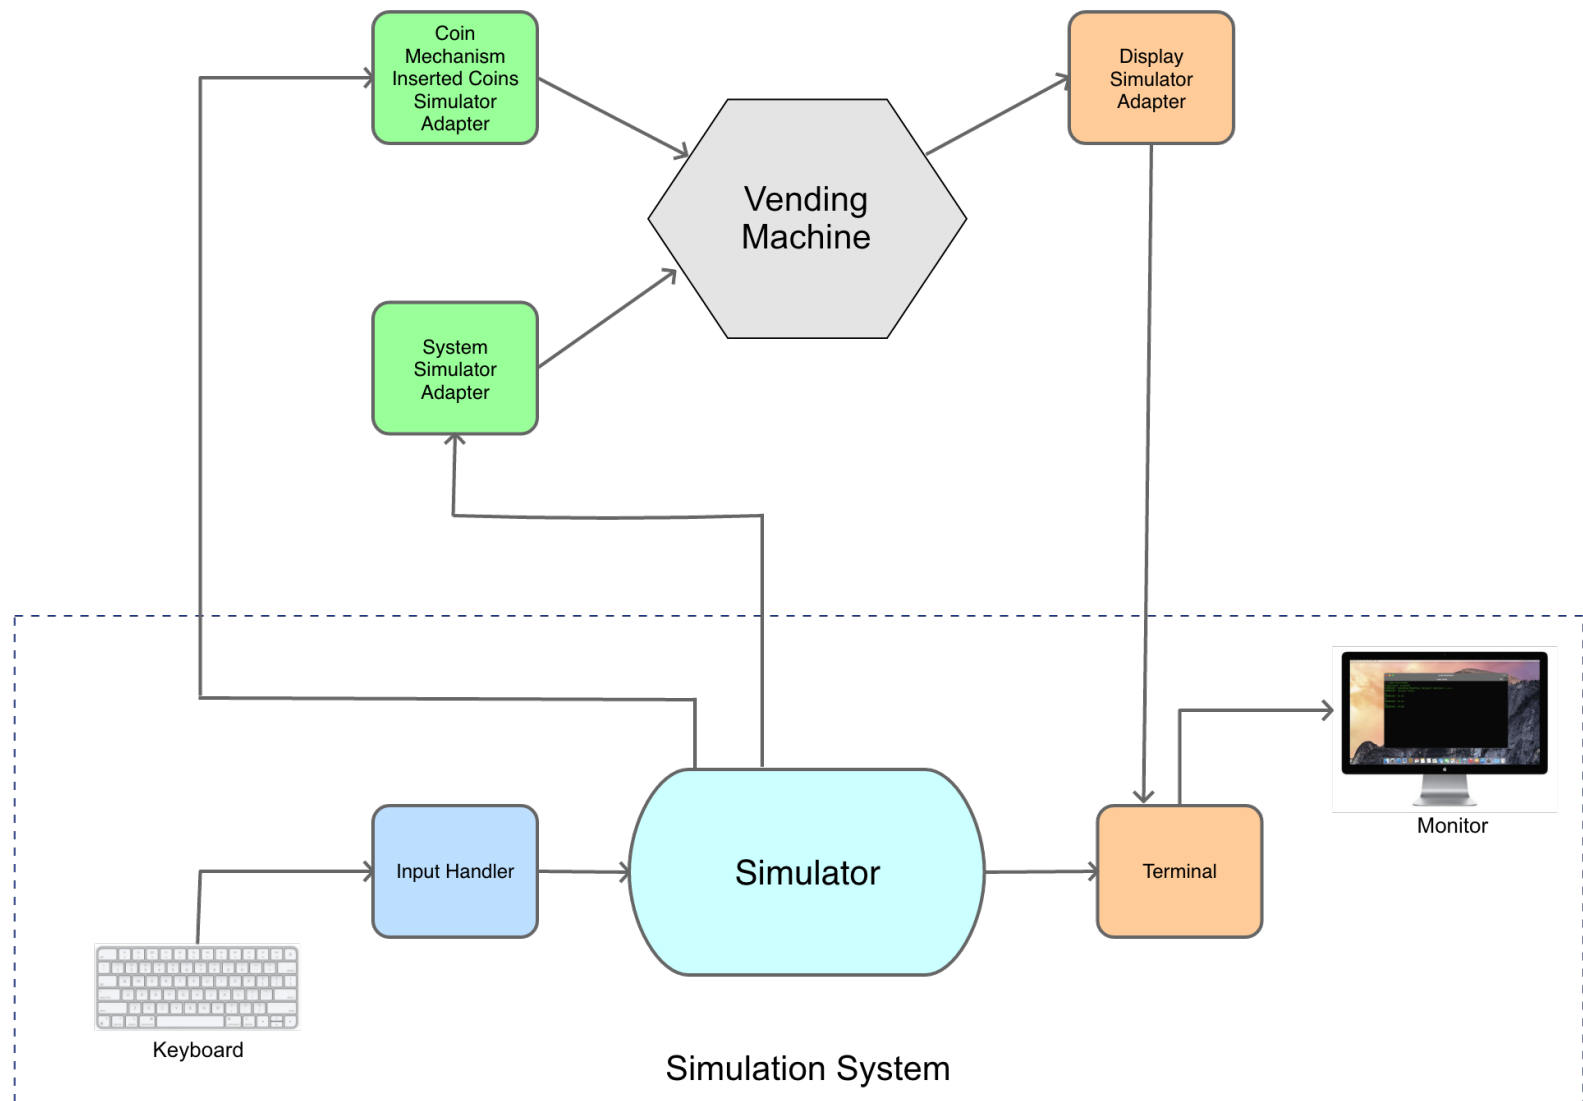 Coin
Mechanism
Inserted Coins
Simulator
Adapter
Display
Simulator
Adapter
Vending
Machine
System
Simulator
Adapter
Input Handler
Simulator
Terminal
Monitor
Keyboard
Simulation System